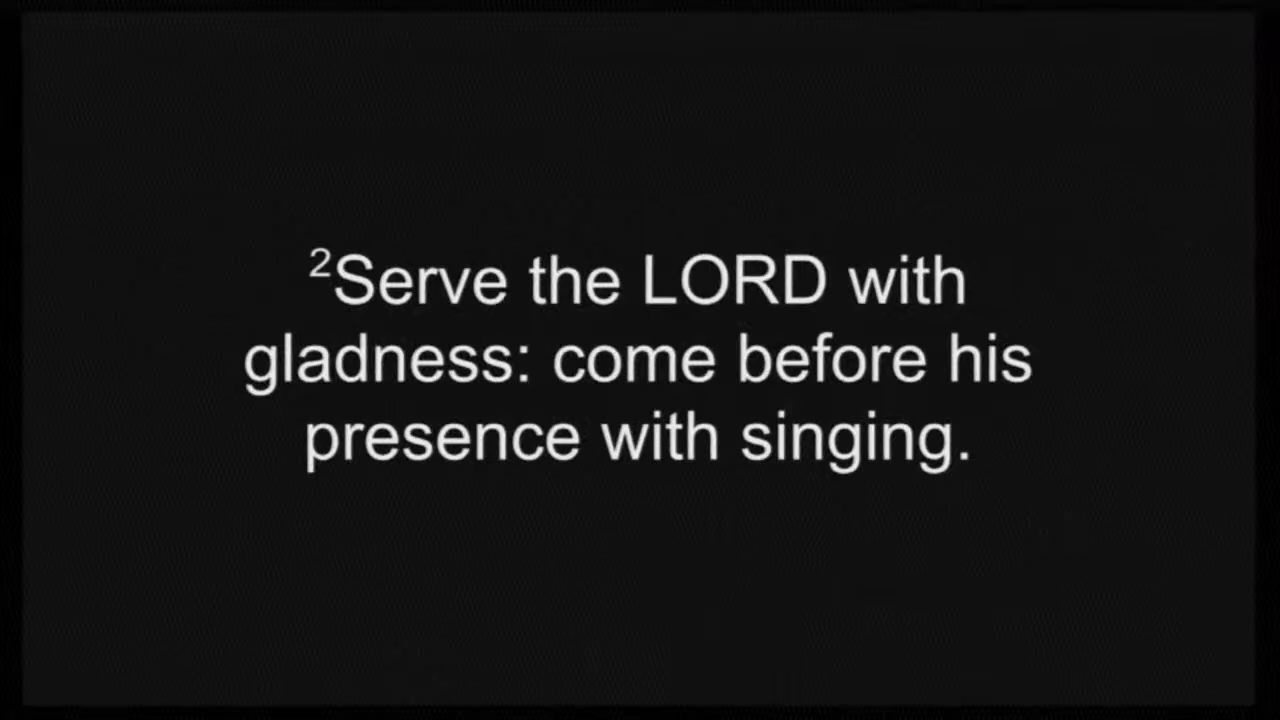 ²Serve the LORD with
gladness: come before his
presence with singing.